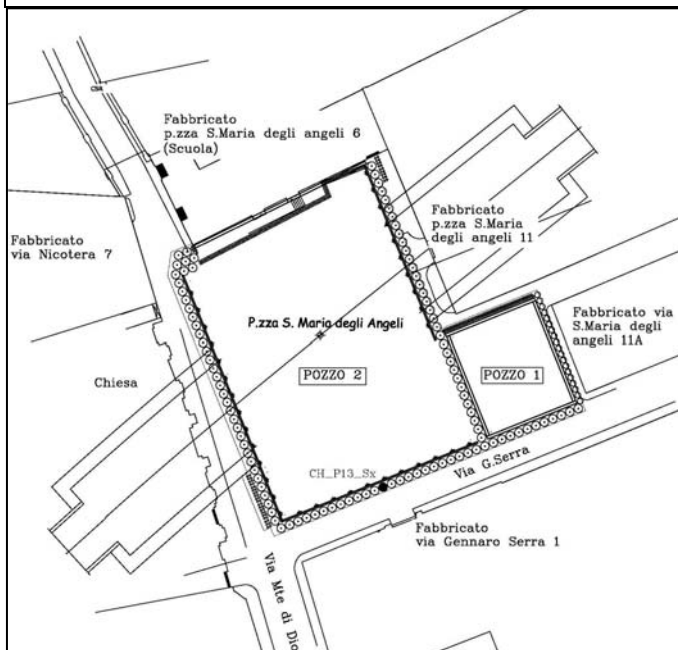 Fabbricato
p.zza S.Maria degli angeli 6
(Scuola)
Fabbricato
via Nicotera 7
Fabbricato
p.zza S.Maria
degli angeli 11
P.zza S. Maria degli Angeli
Fabbricato via
S.Maria degli
angeli 11A
POZZO 2
POZZO 1
Chiesa
CH_P13_Sx
Via G.Serra
Fabbricato
via Gennaro Serra 1
Via Mte di Dio